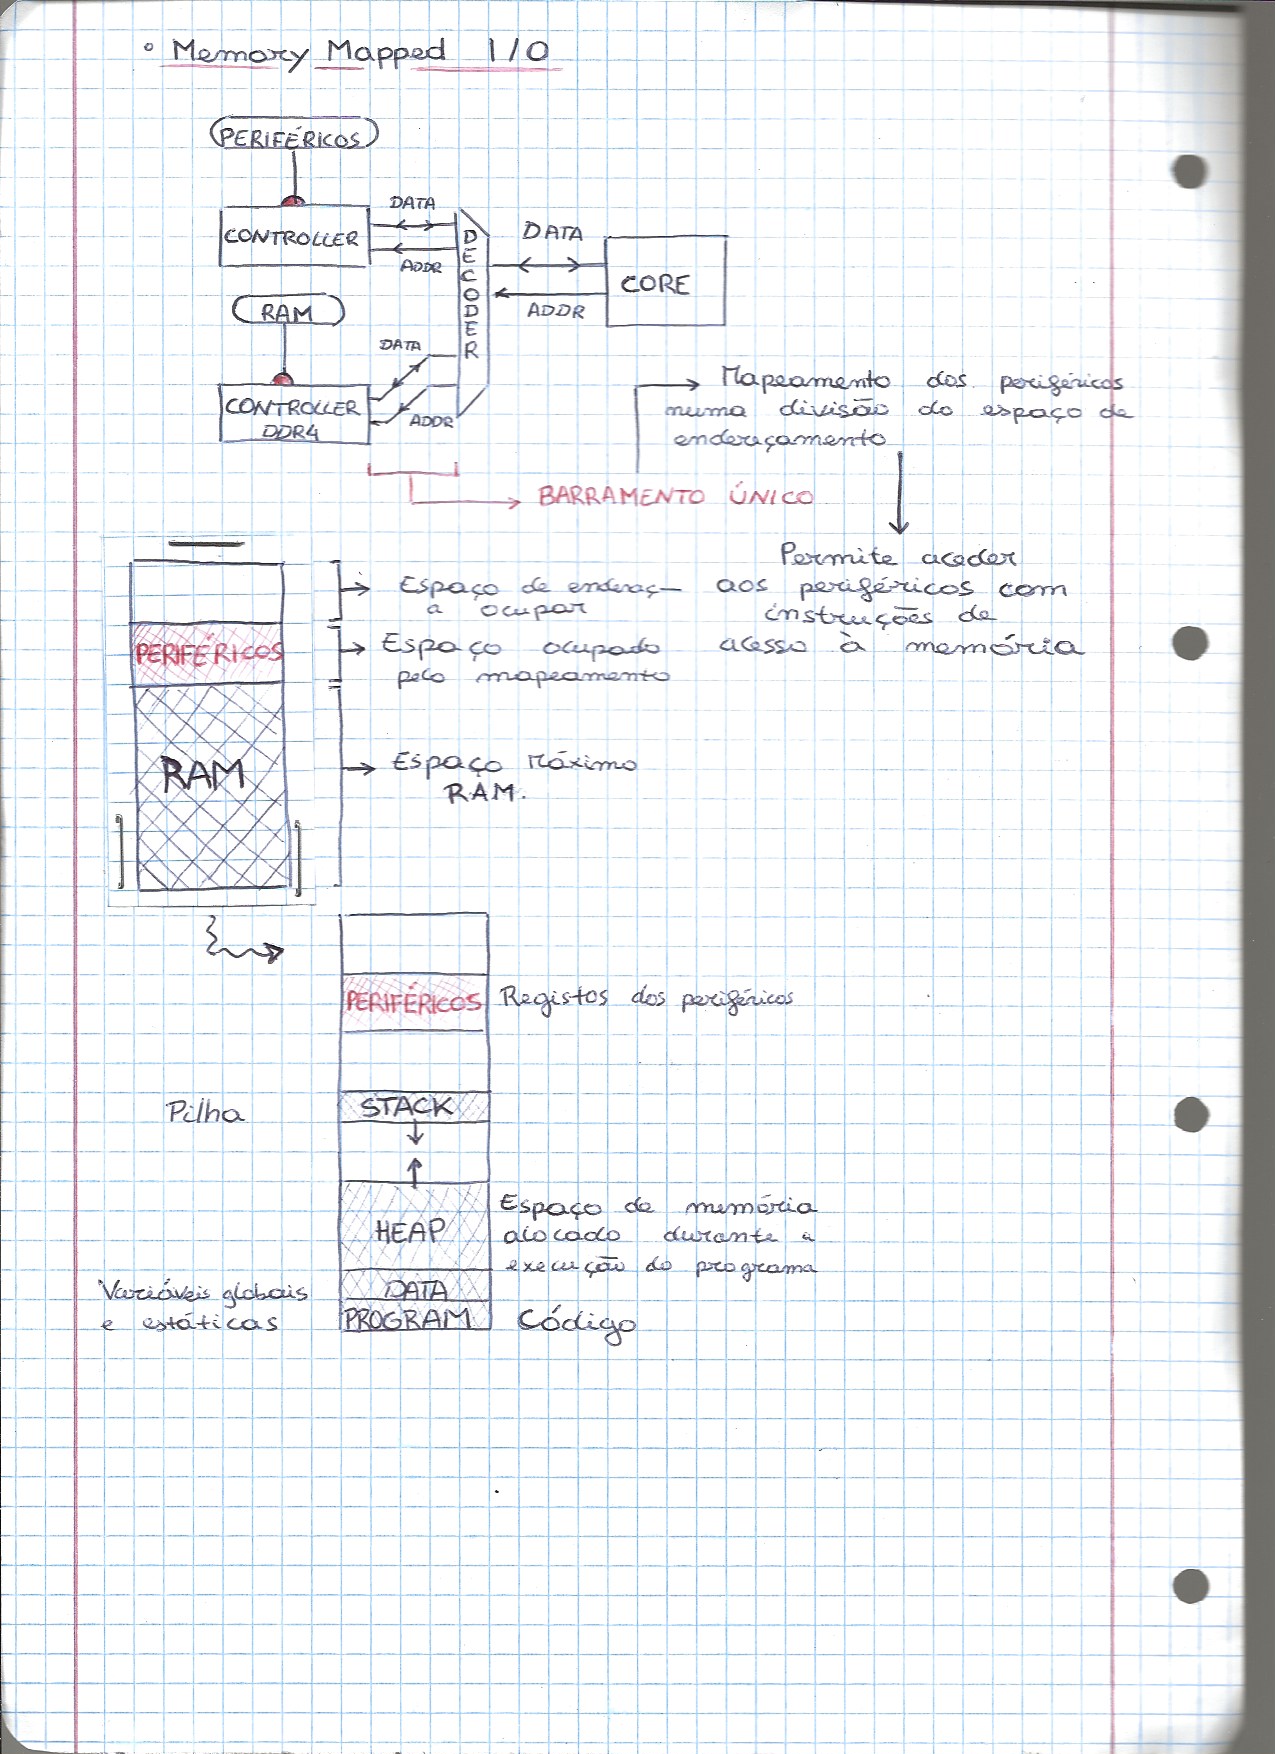 • Memory Mapped I/O
PERIFÉRICOS
DATA
CONTROLLER
ADDR
DECODER
DATA
CORE
ADDR
RAM
DATA
CONTROLLER
DDR4
ADDR
Mapeamento dos periféricos
numa divisão do espaço de
endereçamento
BARRAMENTO ÚNICO
Permite aceder
aos periféricos com
instruções de
acesso à memória
Espaço de endereç—
a ocupar
PERIFÉRICOS
Espaço ocupado
pelo mapeamento
RAM
Espaço Máximo
RAM.
PERIFÉRICOS
Registos dos periféricos
Pilha
STACK
HEAP
Espaço de memória
alocado durante a
execução do programa
Variáveis globais
e estáticas
DATA
PROGRAM
Código